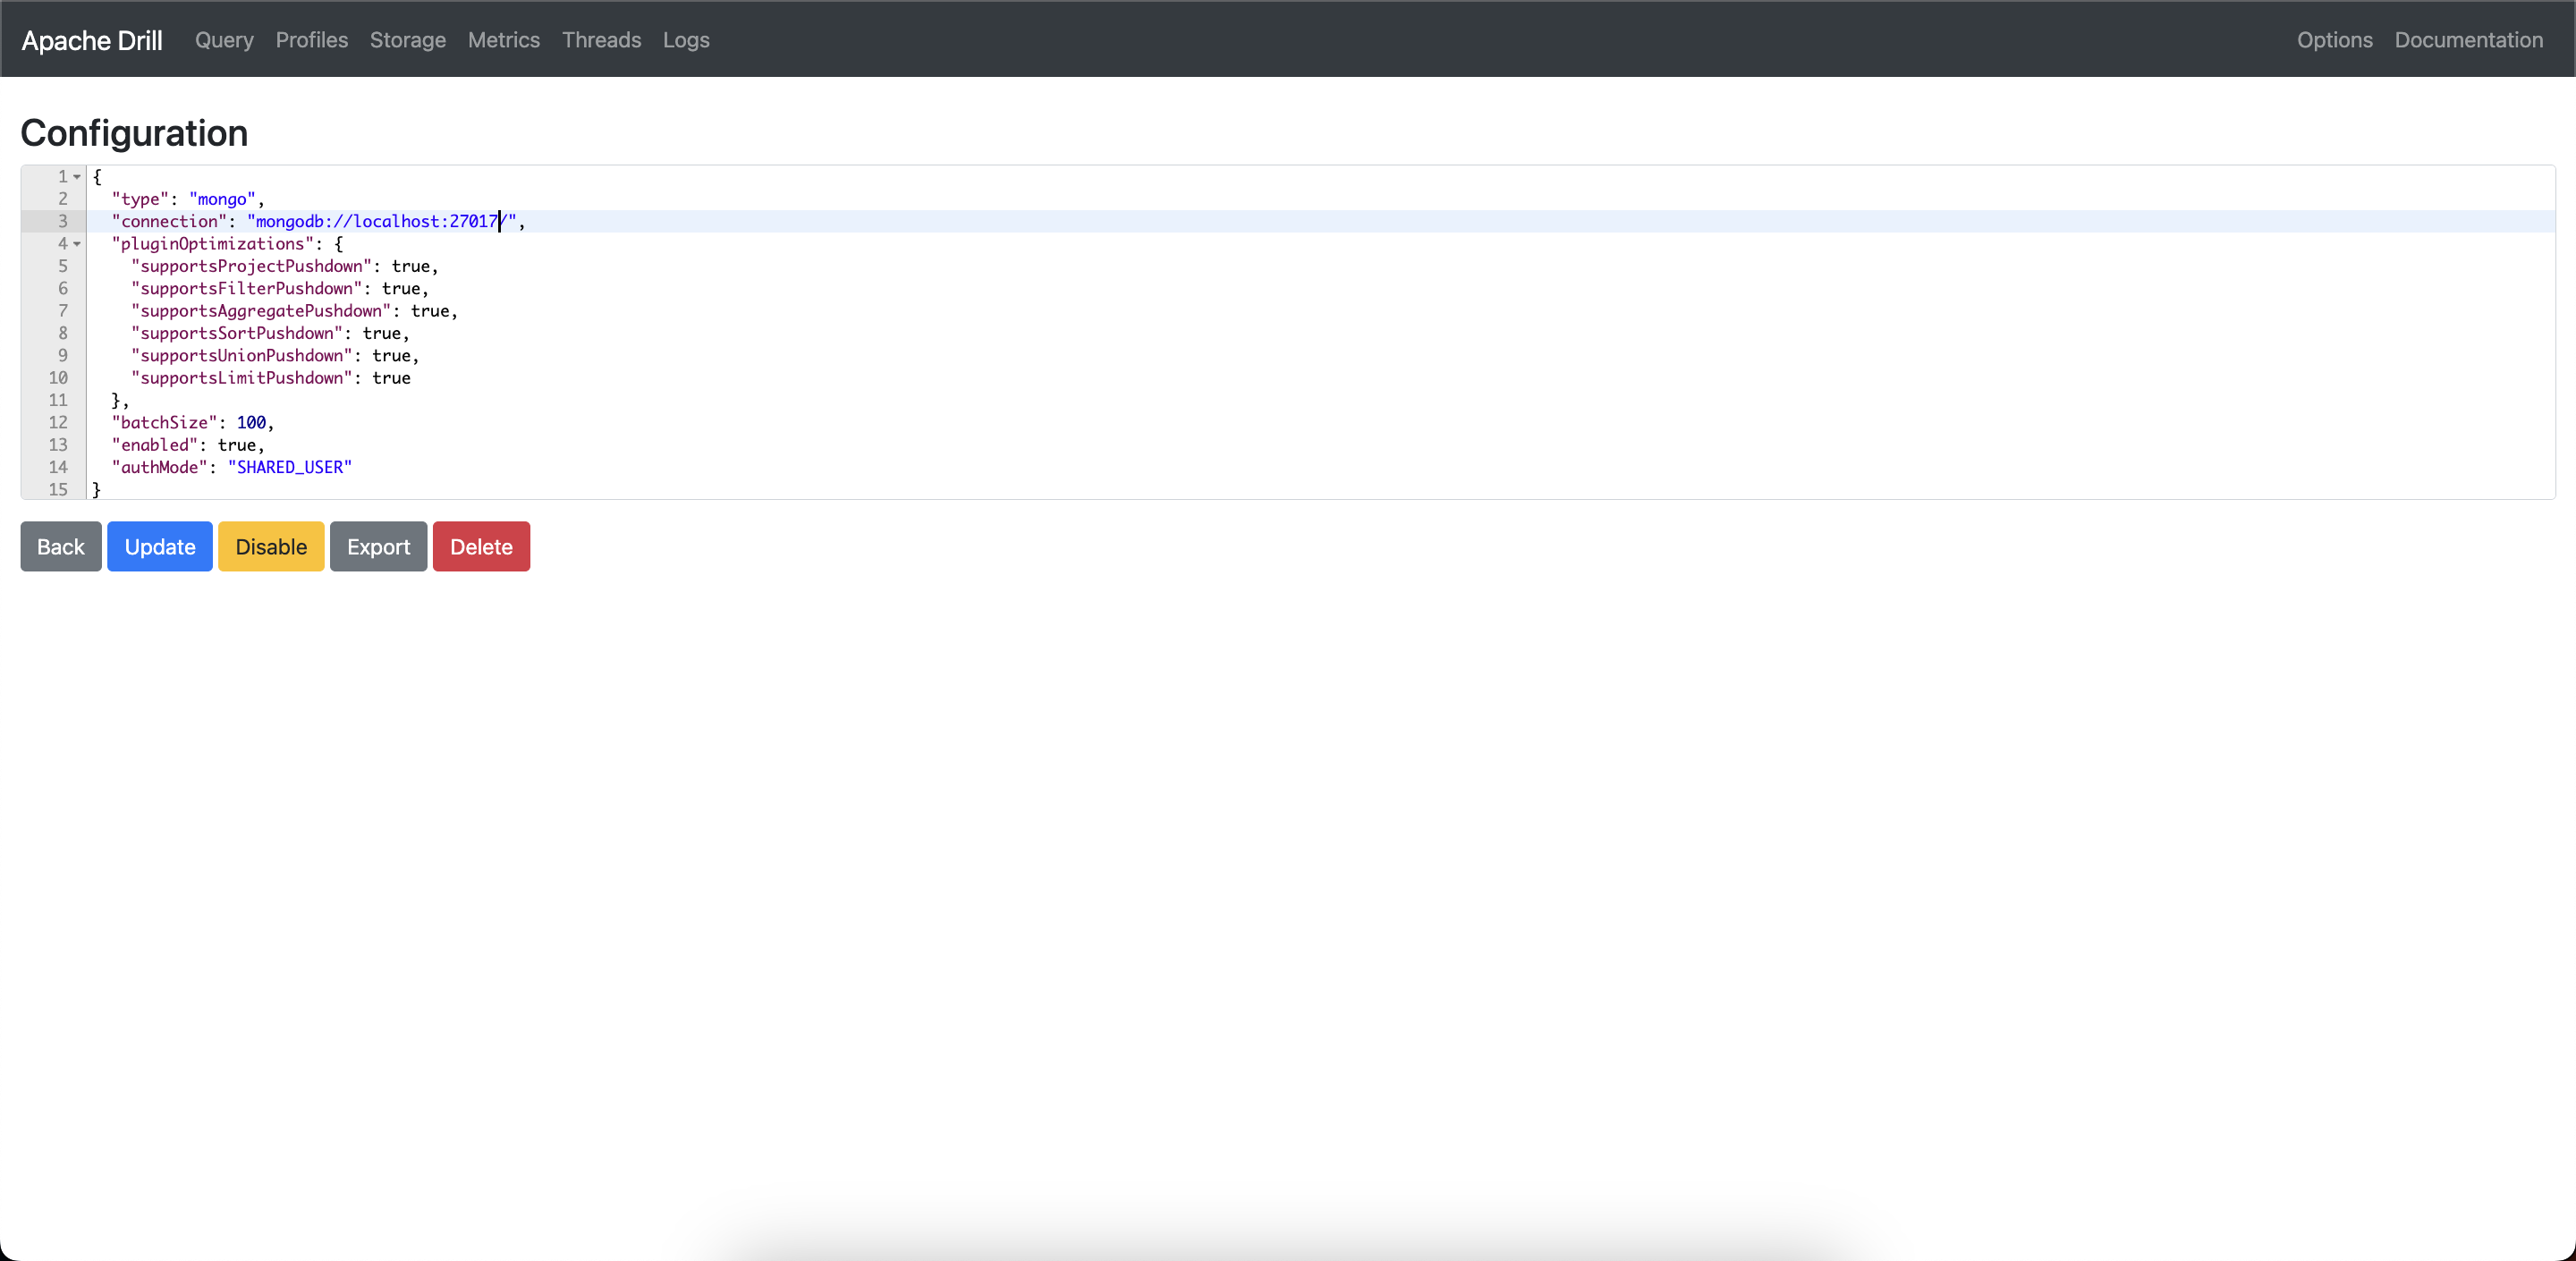 Apache Drill Query Profiles Storage Metrics Threads Logs Options Documentation
Configuration
1 {
2 "type": "mongo",
3 "connection": "mongodb://localhost:27017/",
4 "pluginOptimizations": {
5 "supportsProjectPushdown": true,
6 "supportsFilterPushdown": true,
7 "supportsAggregatePushdown": true,
8 "supportsSortPushdown": true,
9 "supportsUnionPushdown": true,
10 "supportsLimitPushdown": true
11 },
12 "batchSize": 100,
13 "enabled": true,
14 "authMode": "SHARED_USER"
15 }
Back Update Disable Export Delete